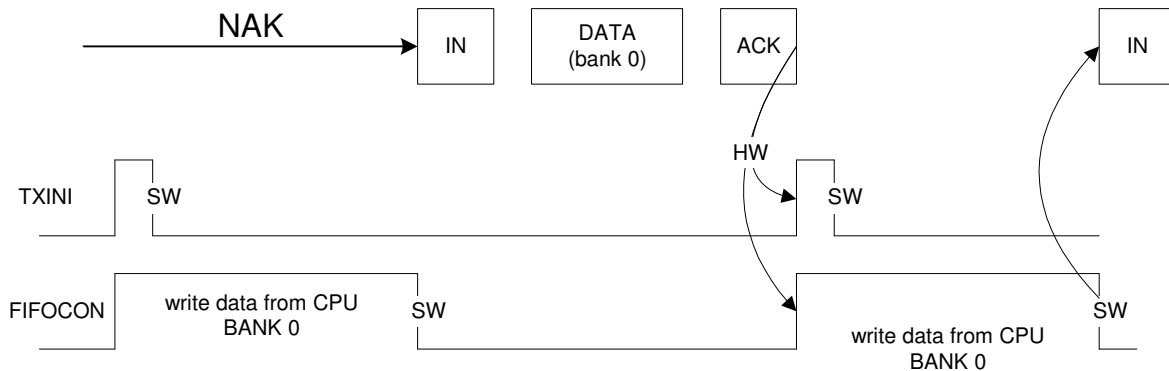 NAK
IN
DATA
(bank 0)
ACK
IN
HW
TXINI
SW
SW
FIFOCON
write data from CPU
BANK 0
SW
write data from CPU
BANK 0
SW